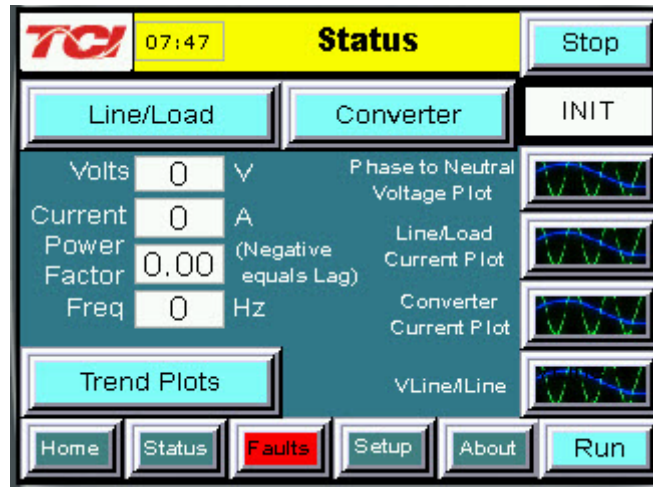 TCI 07:47 Status Stop
Line/Load Converter INIT
Volts 0 V
Phase to Neutral
Voltage Plot
Current 0 A
Line/Load
Current Plot
Power
Factor 0.00 (Negative
equals Lag)
Converter
Current Plot
Freq 0 Hz
Trend Plots VLine/ILine
Home Status Faults Setup About Run